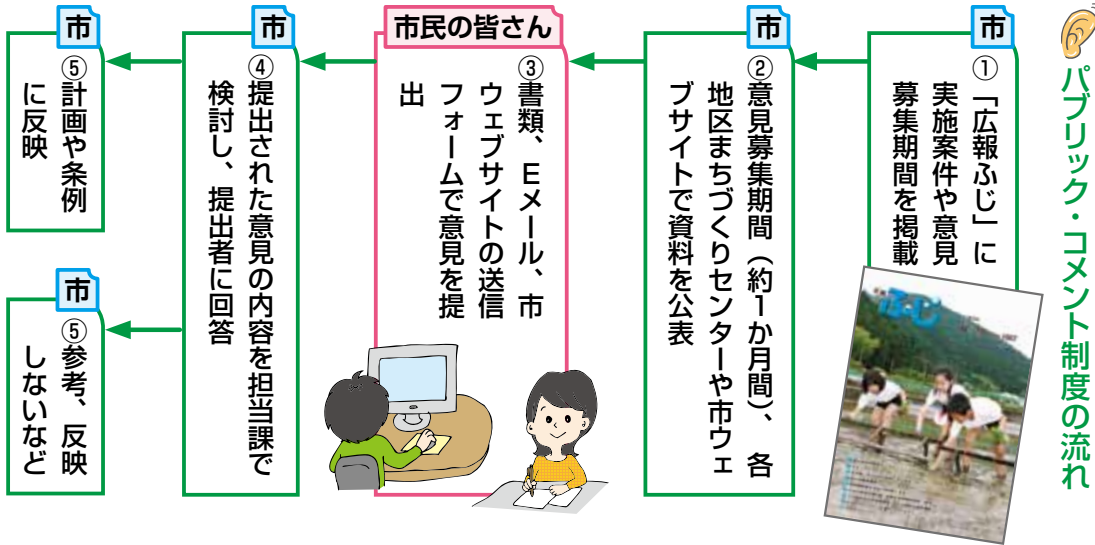 パブリック・コメント制度の流れ
市
①「広報ふじ」に
実施案件や意見
募集期間を掲載
ふじ
市
②意見募集期間（約1か月間）、各
地区まちづくりセンターや市ウェ
ブサイトで資料を公表
市民の皆さん
③書類、Eメール、市
ウェブサイトの送信
フォームで意見を提
出
市
④提出された意見の内容を担当課で
検討し、提出者に回答
市
⑤計画や条例
に反映
市
⑤参考、反映
しないなど